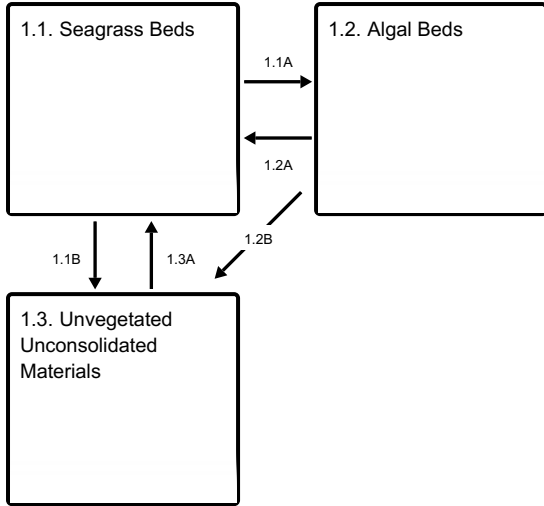 1.1. Seagrass Beds
1.2. Algal Beds
1.1A
1.2A
1.2B
1.1B
1.3A
1.3. Unvegetated
Unconsolidated
Materials